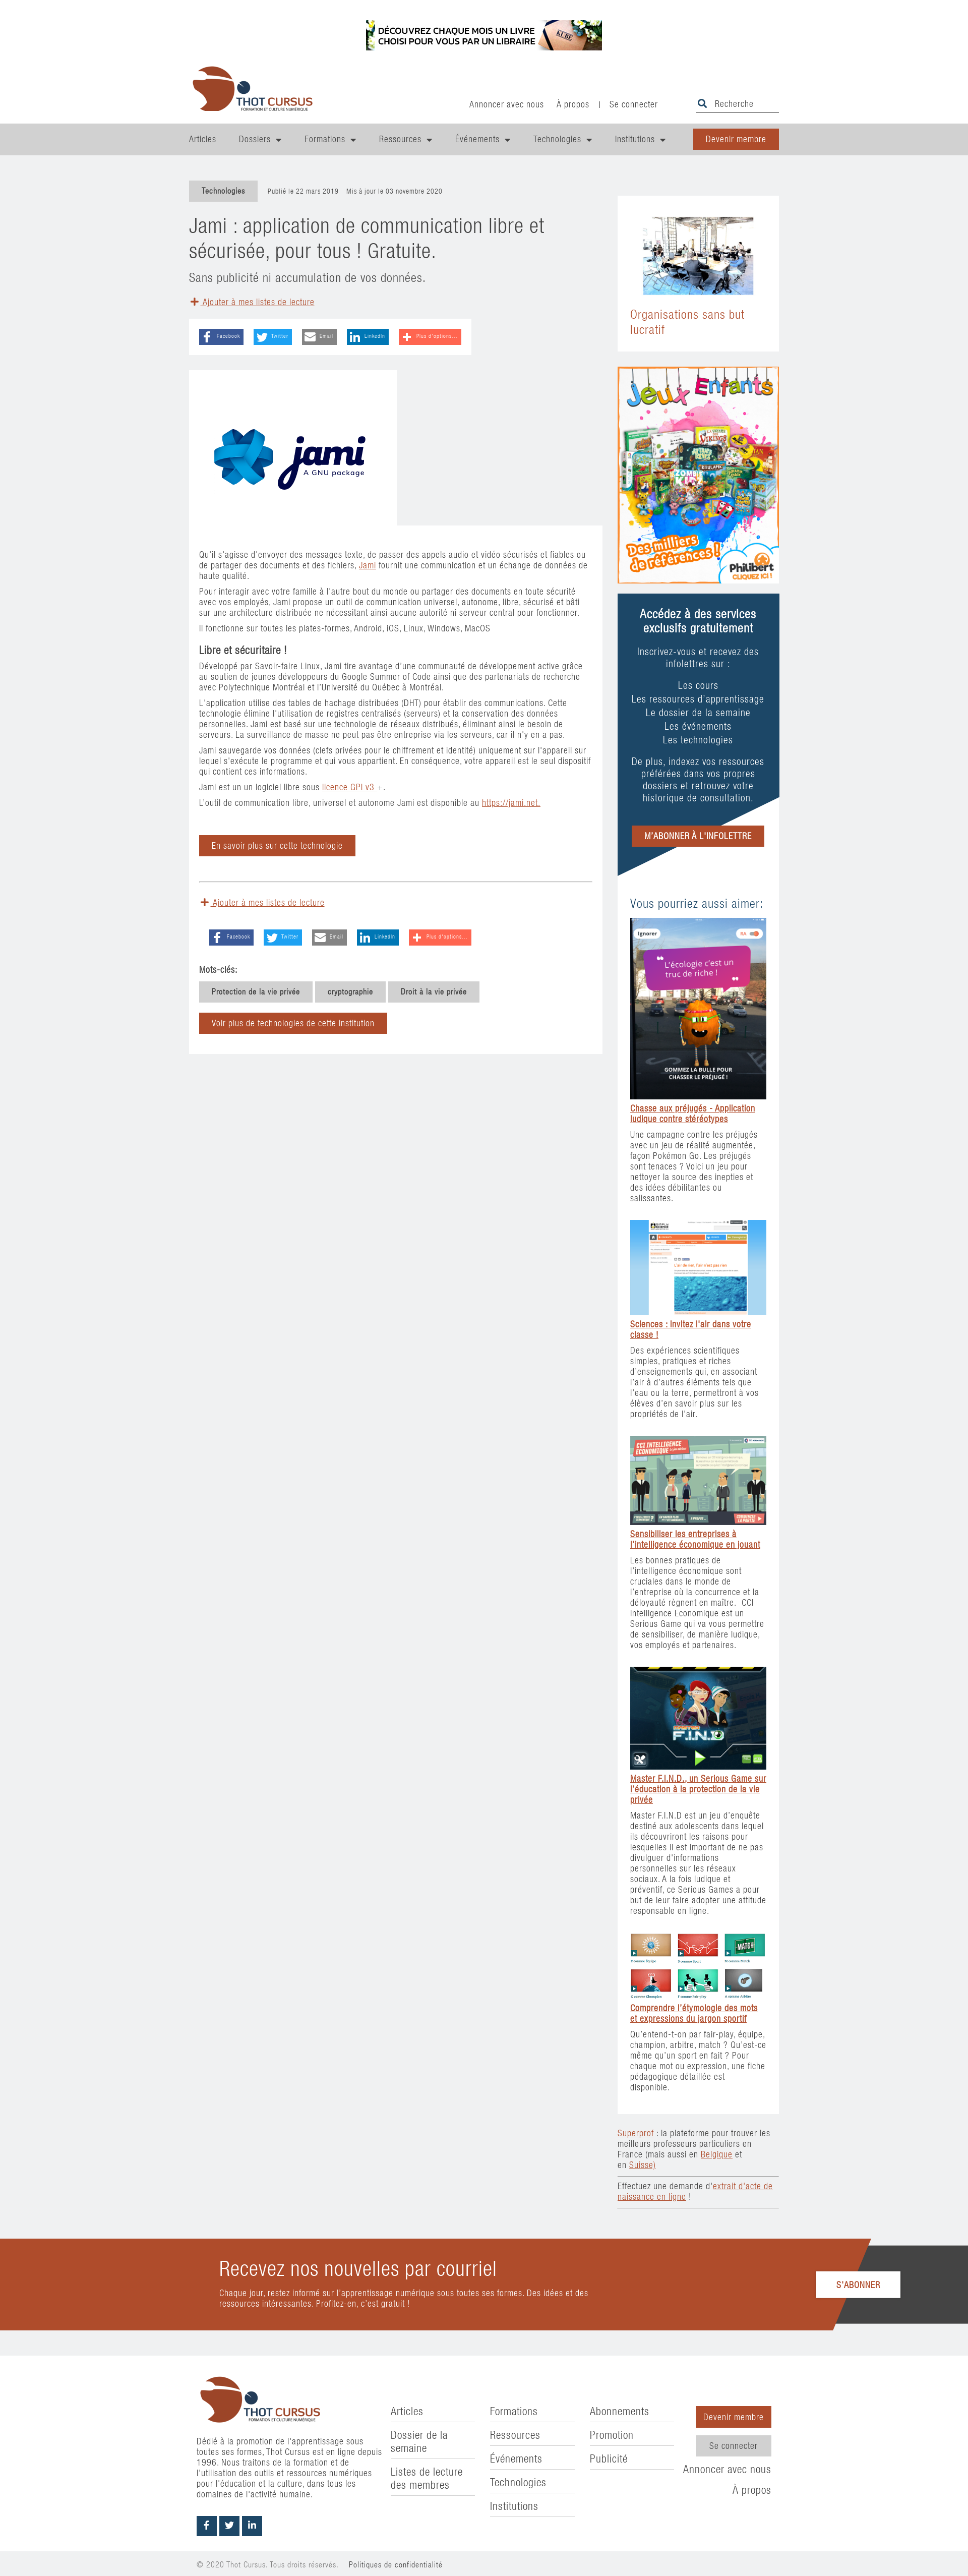 DÉCOUVREZ CHAQUE MOIS UN LIVRE
CHOISI POUR VOUS PAR UN LIBRAIRE
KUBE
THOT CURSUS
FORMATION ET CULTURE NUMÉRIQUE
Annoncer avec nous
À propos
|
Se connecter
Recherche
Articles
Dossiers
Formations
Ressources
Événements
Technologies
Institutions
Devenir membre
Technologies
Publié le 22 mars 2019 Mis à jour le 03 novembre 2020
Jami : application de communication libre et
sécurisée, pour tous ! Gratuite.
Sans publicité ni accumulation de vos données.
Ajouter à mes listes de lecture
Facebook
Twitter
Email
LinkedIn
Plus d'options...
jami
A GNU package
Qu'il s'agisse d'envoyer des messages texte, de passer des appels audio et vidéo sécurisés et fiables ou
de partager des documents et des fichiers, Jami fournit une communication et un échange de données de
haute qualité.
Pour interagir avec votre famille à l'autre bout du monde ou partager des documents en toute sécurité
avec vos employés, Jami propose un outil de communication universel, autonome, libre, sécurisé et bâti
sur une architecture distribuée ne nécessitant ainsi aucune autorité ni serveur central pour fonctionner.
Il fonctionne sur toutes les plates-formes, Android, iOS, Linux, Windows, MacOS
Libre et sécuritaire !
Développé par Savoir-faire Linux, Jami tire avantage d'une communauté de développement active grâce
au soutien de jeunes développeurs du Google Summer of Code ainsi que des partenariats de recherche
avec Polytechnique Montréal et l'Université du Québec à Montréal.
L'application utilise des tables de hachage distribuées (DHT) pour établir des communications. Cette
technologie élimine l'utilisation de registres centralisés (serveurs) et la conservation des données
personnelles. Jami est basé sur une technologie de réseaux distribués, éliminant ainsi le besoin de
serveurs. La surveillance de masse ne peut pas être entreprise via les serveurs, car il n'y en a pas.
Jami sauvegarde vos données (clefs privées pour le chiffrement et identité) uniquement sur l'appareil sur
lequel s'exécute le programme et qui vous appartient. En conséquence, votre appareil est le seul dispositif
qui contient ces informations.
Jami est un un logiciel libre sous licence GPLv3 +.
L'outil de communication libre, universel et autonome Jami est disponible au https://jami.net.
En savoir plus sur cette technologie
Ajouter à mes listes de lecture
Facebook
Twitter
Email
LinkedIn
Plus d'options...
Mots-clés:
Protection de la vie privée
cryptographie
Droit à la vie privée
Voir plus de technologies de cette institution
Organisations sans but
lucratif
Jeux Enfants
VIKINGS
ZOMBIE
KIDZ
Des milliers
de références !
PHILIBERT
CLIQUEZ ICI !
Accédez à des services
exclusifs gratuitement
Inscrivez-vous et recevez des
infolettres sur :
Les cours
Les ressources d'apprentissage
Le dossier de la semaine
Les événements
Les technologies
De plus, indexez vos ressources
préférées dans vos propres
dossiers et retrouvez votre
historique de consultation.
M'ABONNER À L'INFOLETTRE
Vous pourriez aussi aimer:
Ignorer
“ L'écologie c'est un
truc de riche ! ”
GOMMEZ LA BULLE POUR
CHASSER LE PRÉJUGÉ !
Chasse aux préjugés - Application
ludique contre stéréotypes
Une campagne contre les préjugés
avec un jeu de réalité augmentée,
façon Pokémon Go. Les préjugés
sont tenaces ? Voici un jeu pour
nettoyer la source des inepties et
des idées débilitantes ou
salissantes.
Sciences : invitez l'air dans votre
classe !
Des expériences scientifiques
simples, pratiques et riches
d'enseignements qui, en associant
l'air à d'autres éléments tels que
l'eau ou la terre, permettront à vos
élèves d'en savoir plus sur les
propriétés de l'air.
CCI INTELLIGENCE
ECONOMIQUE
Sensibiliser les entreprises à
l'intelligence économique en jouant
Les bonnes pratiques de
l'intelligence économique sont
cruciales dans le monde de
l'entreprise où la concurrence et la
déloyauté règnent en maître. CCI
Intelligence Economique est un
Serious Game qui va vous permettre
de sensibiliser, de manière ludique,
vos employés et partenaires.
MASTER
F.I.N.D
Master F.I.N.D., un Serious Game sur
l'éducation à la protection de la vie
privée
Master F.I.N.D est un jeu d'enquête
destiné aux adolescents dans lequel
ils découvriront les raisons pour
lesquelles il est important de ne pas
divulguer d'informations
personnelles sur les réseaux
sociaux. A la fois ludique et
préventif, ce Serious Games a pour
but de leur faire adopter une attitude
responsable en ligne.
MATCH
Comprendre l'étymologie des mots
et expressions du jargon sportif
Qu'entend-t-on par fair-play, équipe,
champion, arbitre, match ? Qu'est-ce
même qu'un sport en fait ? Pour
chaque mot ou expression, une fiche
pédagogique détaillée est
disponible.
Superprof : la plateforme pour trouver les
meilleurs professeurs particuliers en
France (mais aussi en Belgique et
en Suisse)
Effectuez une demande d'extrait d'acte de
naissance en ligne !
Recevez nos nouvelles par courriel
Chaque jour, restez informé sur l'apprentissage numérique sous toutes ses formes. Des idées et des
ressources intéressantes. Profitez-en, c'est gratuit !
S'ABONNER
THOT CURSUS
FORMATION ET CULTURE NUMÉRIQUE
Dédié à la promotion de l'apprentissage sous
toutes ses formes, Thot Cursus est en ligne depuis
1996. Nous traitons de la formation et de
l'utilisation des outils et ressources numériques
pour l'éducation et la culture, dans tous les
domaines de l'activité humaine.
Articles
Dossier de la
semaine
Listes de lecture
des membres
Formations
Ressources
Événements
Technologies
Institutions
Abonnements
Promotion
Publicité
Devenir membre
Se connecter
Annoncer avec nous
À propos
© 2020 Thot Cursus. Tous droits réservés.
Politiques de confidentialité